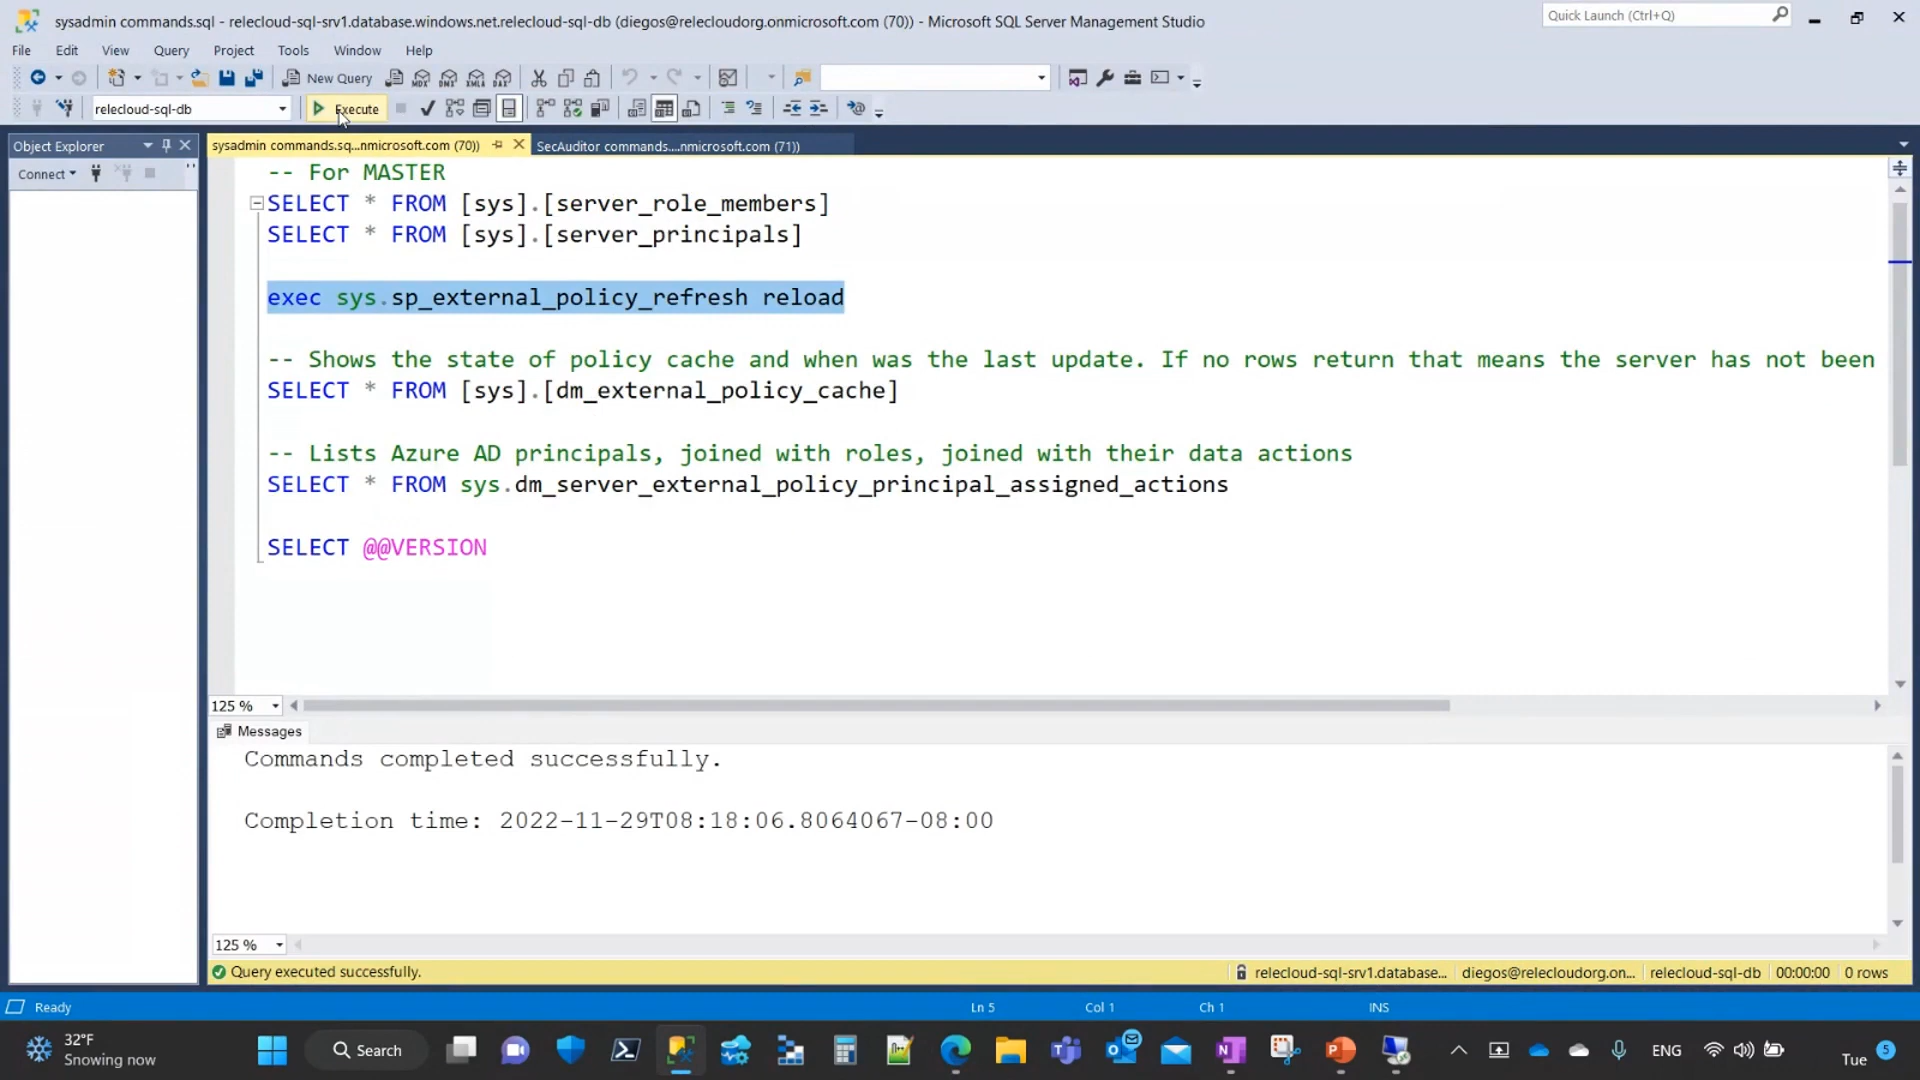 sysadmin commands.sql - relecloud-sql-srv1.database.windows.net.relecloud-sql-db (diegos@relecloudorg.onmicrosoft.com (70)) - Microsoft SQL Server Management Studio
Quick Launch (Ctrl+Q)
File Edit View Query Project Tools Window Help
New Query
MDX DMX XMLA DAX
relecloud-sql-db
Execute
Object Explorer
sysadmin commands.sq...nmicrosoft.com (70))
SecAuditor commands....nmicrosoft.com (71))
Connect
-- For MASTER
SELECT * FROM [sys].[server_role_members]
SELECT * FROM [sys].[server_principals]
exec sys.sp_external_policy_refresh reload
-- Shows the state of policy cache and when was the last update. If no rows return that means the server has not been
SELECT * FROM [sys].[dm_external_policy_cache]
-- Lists Azure AD principals, joined with roles, joined with their data actions
SELECT * FROM sys.dm_server_external_policy_principal_assigned_actions
SELECT @@VERSION
125 %
Messages
Commands completed successfully.
Completion time: 2022-11-29T08:18:06.8064067-08:00
125 %
Query executed successfully.
relecloud-sql-srv1.database... diegos@relecloudorg.on... relecloud-sql-db 00:00:00 0 rows
Ready
Ln 5 Col 1 Ch 1 INS
32°F
Snowing now
Search
ENG
Tue
5